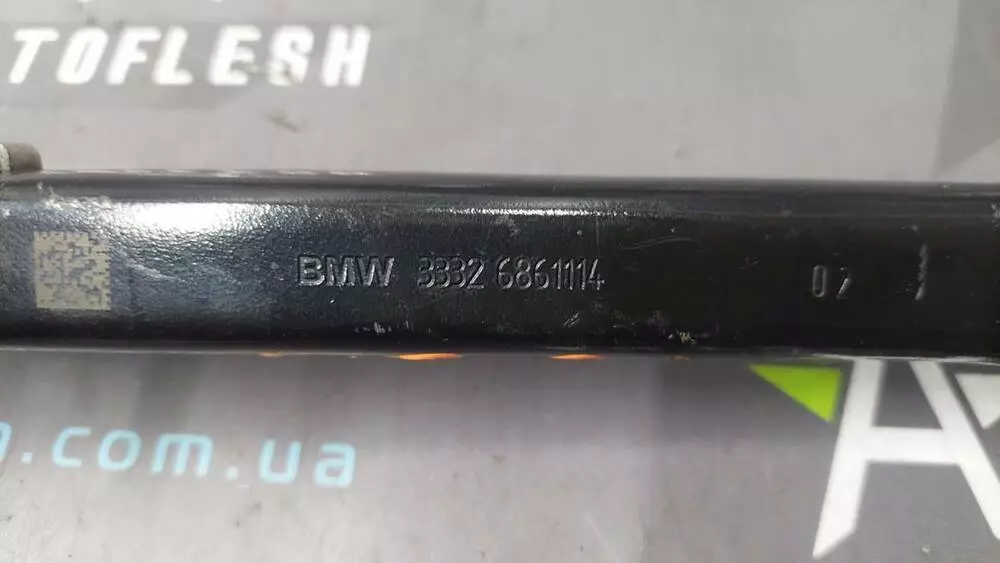 TOFLESH
BMW 3332 6861114
02
.com.ua